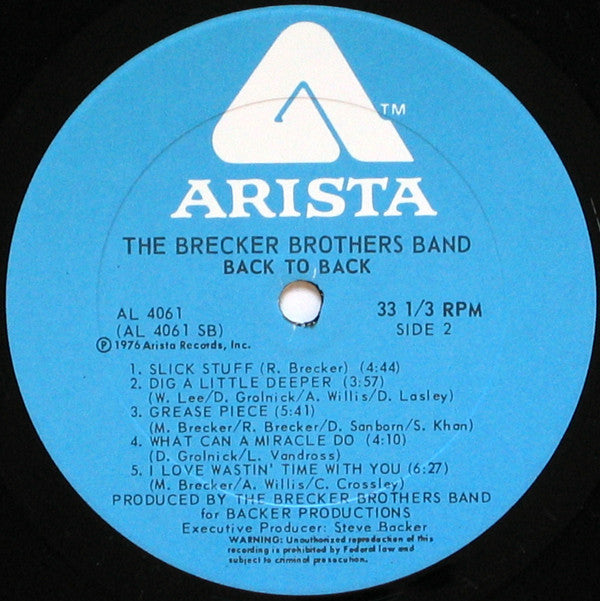 TM
ARISTA
THE BRECKER BROTHERS BAND
BACK TO BACK
AL 4061 33 1/3 RPM
(AL 4061 SB) SIDE 2
Ⓟ 1976 Arista Records, Inc.
1. SLICK STUFF (R. Brecker) (4:44)
2. DIG A LITTLE DEEPER (3:57)
(W. Lee/D. Grolnick/A. Willis/D. Lasley)
3. GREASE PIECE (5:41)
(M. Brecker/R. Brecker/D. Sanborn/S. Khan)
4. WHAT CAN A MIRACLE DO (4:10)
(D. Grolnick/L. Vandross)
5. I LOVE WASTIN' TIME WITH YOU (6:27)
(M. Brecker/A. Willis/C. Crossley)
PRODUCED BY THE BRECKER BROTHERS BAND
for BACKER PRODUCTIONS
Executive Producer: Steve Backer
WARNING: Unauthorized reproduction of this
recording is prohibited by Federal law and
subject to criminal prosecution.